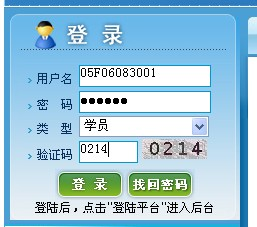 登 录
用户名 05F06083001
密 码 ●●●●●●
类 型 学员
验证码 0214 0214
登 录 找回密码
登陆后，点击"登陆平台"进入后台